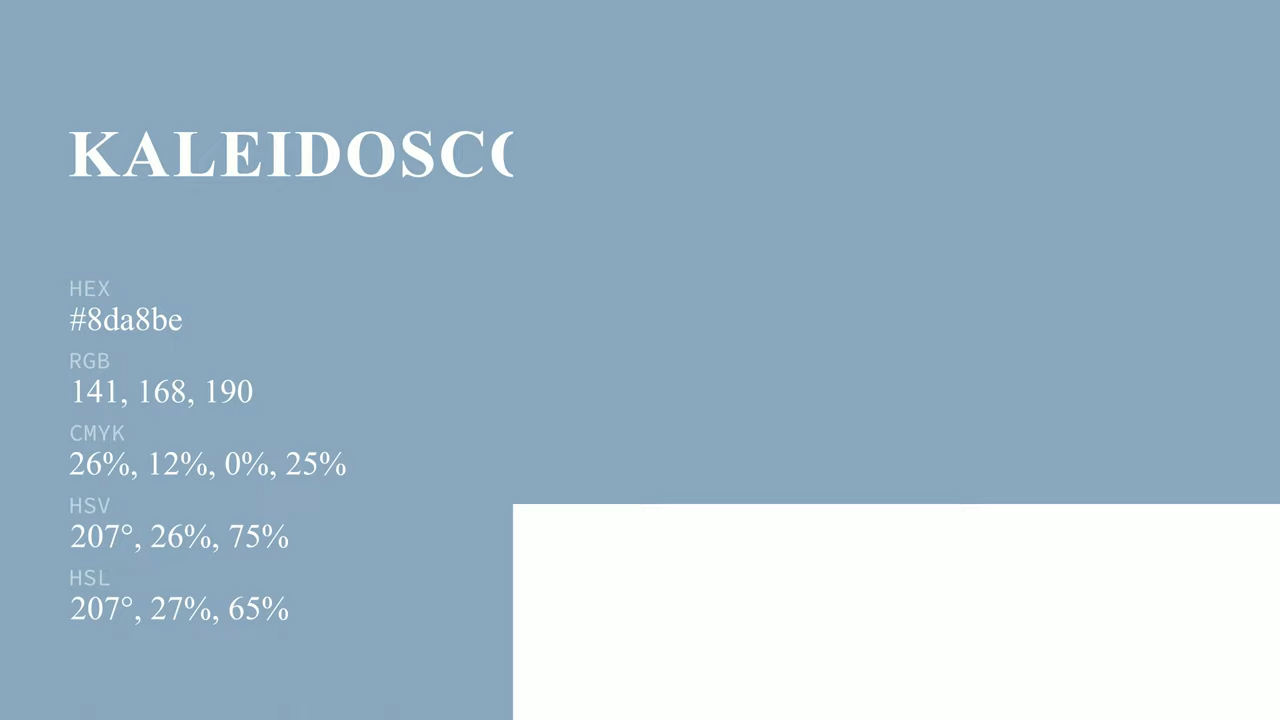 KALEIDOSC
HEX
#8da8be
RGB
141, 168, 190
CMYK
26%, 12%, 0%, 25%
HSV
207°, 26%, 75%
HSL
207°, 27%, 65%